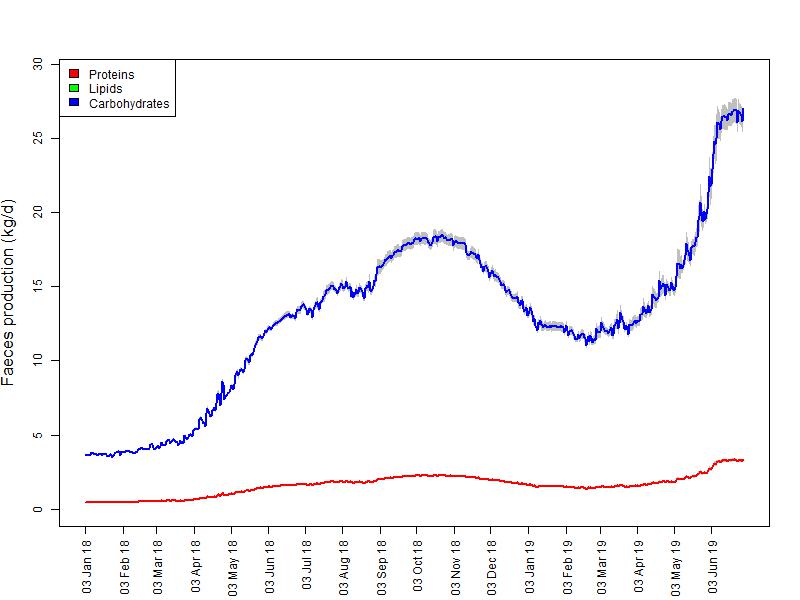 Proteins
Lipids
Carbohydrates
Faeces production (kg/d)
30
25
20
15
10
5
0
03 Jan 18
03 Feb 18
03 Mar 18
03 Apr 18
03 May 18
03 Jun 18
03 Jul 18
03 Aug 18
03 Sep 18
03 Oct 18
03 Nov 18
03 Dec 18
03 Jan 19
03 Feb 19
03 Mar 19
03 Apr 19
03 May 19
03 Jun 19